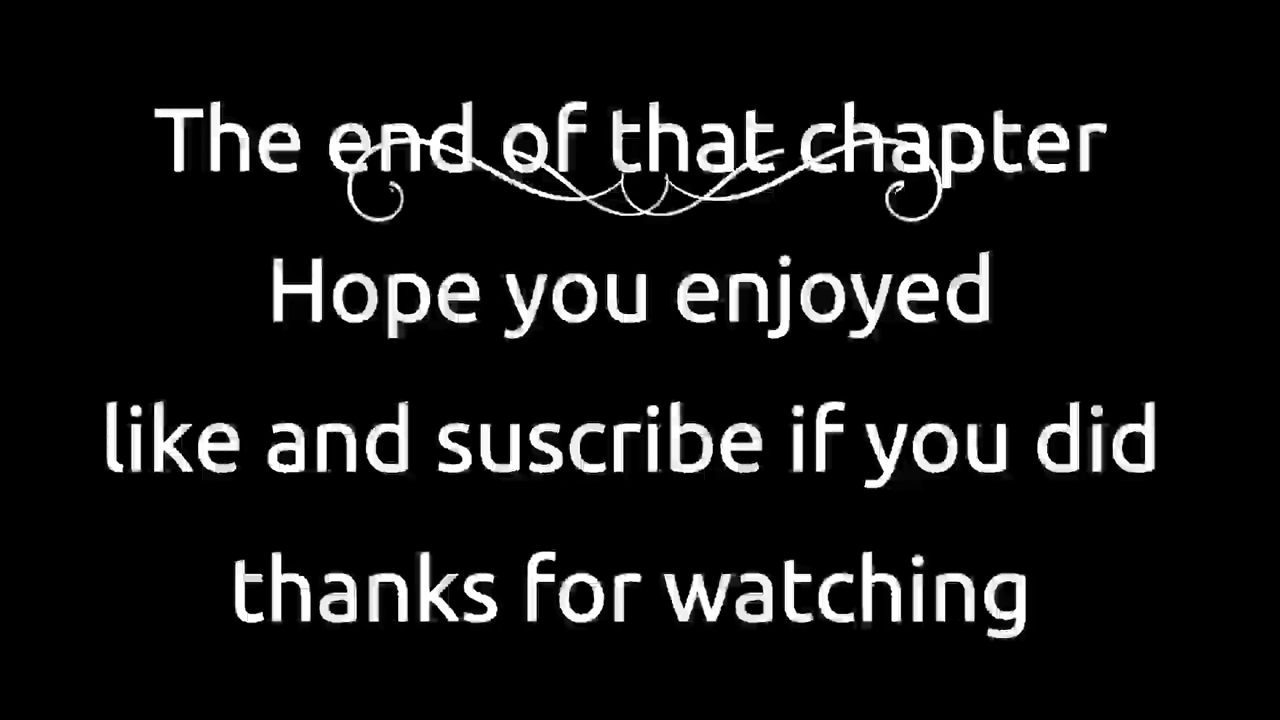 The end of that chapter
Hope you enjoyed
like and suscribe if you did
thanks for watching